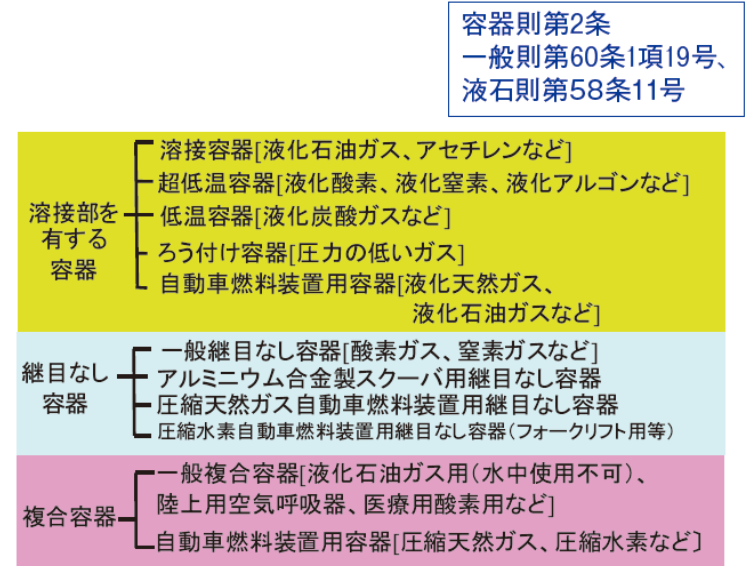 容器則第2条
一般則第60条1項19号、
液石則第58条11号
溶接部を
有する
容器
溶接容器[液化石油ガス、アセチレンなど]
超低温容器[液化酸素、液化窒素、液化アルゴンなど]
低温容器[液化炭酸ガスなど]
ろう付け容器[圧力の低いガス]
自動車燃料装置用容器[液化天然ガス、
液化石油ガスなど]
継目なし
容器
一般継目なし容器[酸素ガス、窒素ガスなど]
アルミニウム合金製スクーバ用継目なし容器
圧縮天然ガス自動車燃料装置用継目なし容器
圧縮水素自動車燃料装置用継目なし容器(フォークリフト用等)
複合容器
一般複合容器[液化石油ガス用(水中使用不可)、
陸上用空気呼吸器、医療用酸素用など]
自動車燃料装置用容器[圧縮天然ガス、圧縮水素など〕